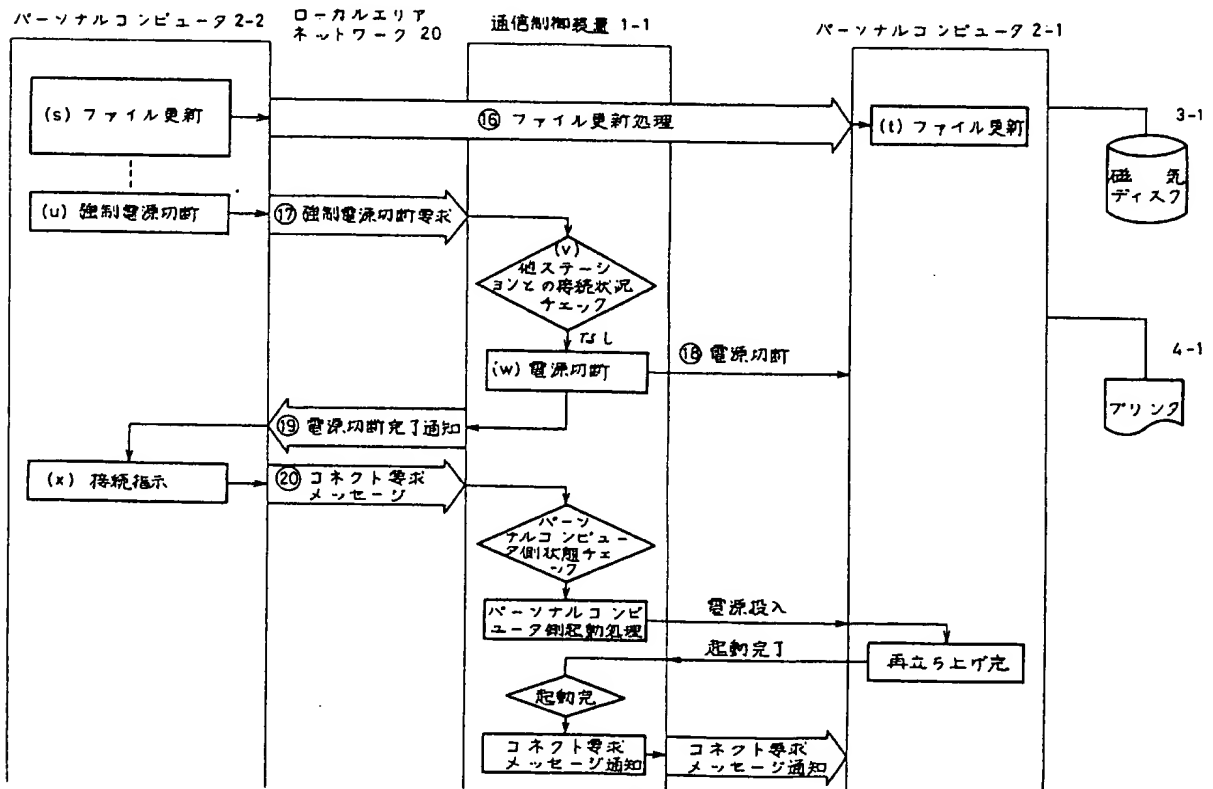 パーソナルコンピュータ 2-2
ローカルエリア
ネットワーク 20
通信制御装置 1-1
パーソナルコンピュータ 2-1
(s) ファイル更新
⑯ ファイル更新処理
(t) ファイル更新
3-1
磁気
ディスク
(u) 強制電源切断
⑰ 強制電源切断要求
(v)
他ステーシ
ョンとの接続状況
チェック
なし
(w) 電源切断
⑱ 電源切断
4-1
プリンタ
⑲ 電源切断完了通知
(x) 接続指示
⑳ コネクト要求
メッセージ
パーソ
ナルコンピュー
タ側状態チェ
ック
パーソナルコンピ
ュータ側起動処理
電源投入
起動完了
再立ち上げ完
起動完
コネクト要求
メッセージ通知
コネクト要求
メッセージ通知